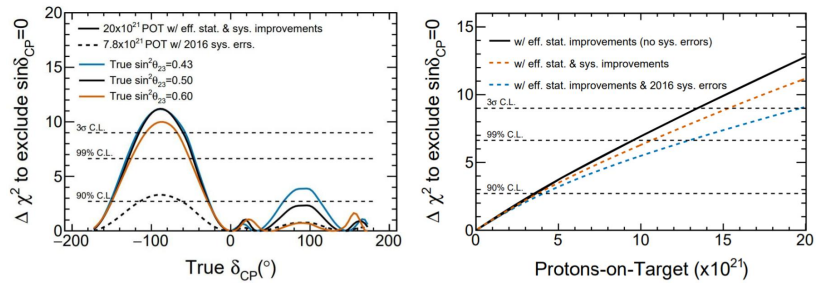 Δ χ² to exclude sinδCP=0
15
10
5
0
20x10²¹ POT w/ eff. stat. & sys. improvements
7.8x10²¹ POT w/ 2016 sys. errs.
True sin²θ₂₃=0.43
True sin²θ₂₃=0.50
True sin²θ₂₃=0.60
3σ C.L.
99% C.L.
90% C.L.
−200
−100
0
100
200
True δCP(°)
Δ χ² to exclude sinδCP=0
15
10
5
0
w/ eff. stat. improvements (no sys. errors)
w/ eff. stat. & sys. improvements
w/ eff. stat. improvements & 2016 sys. errors
3σ C.L.
99% C.L.
90% C.L.
0
5
10
15
20
Protons-on-Target (x10²¹)